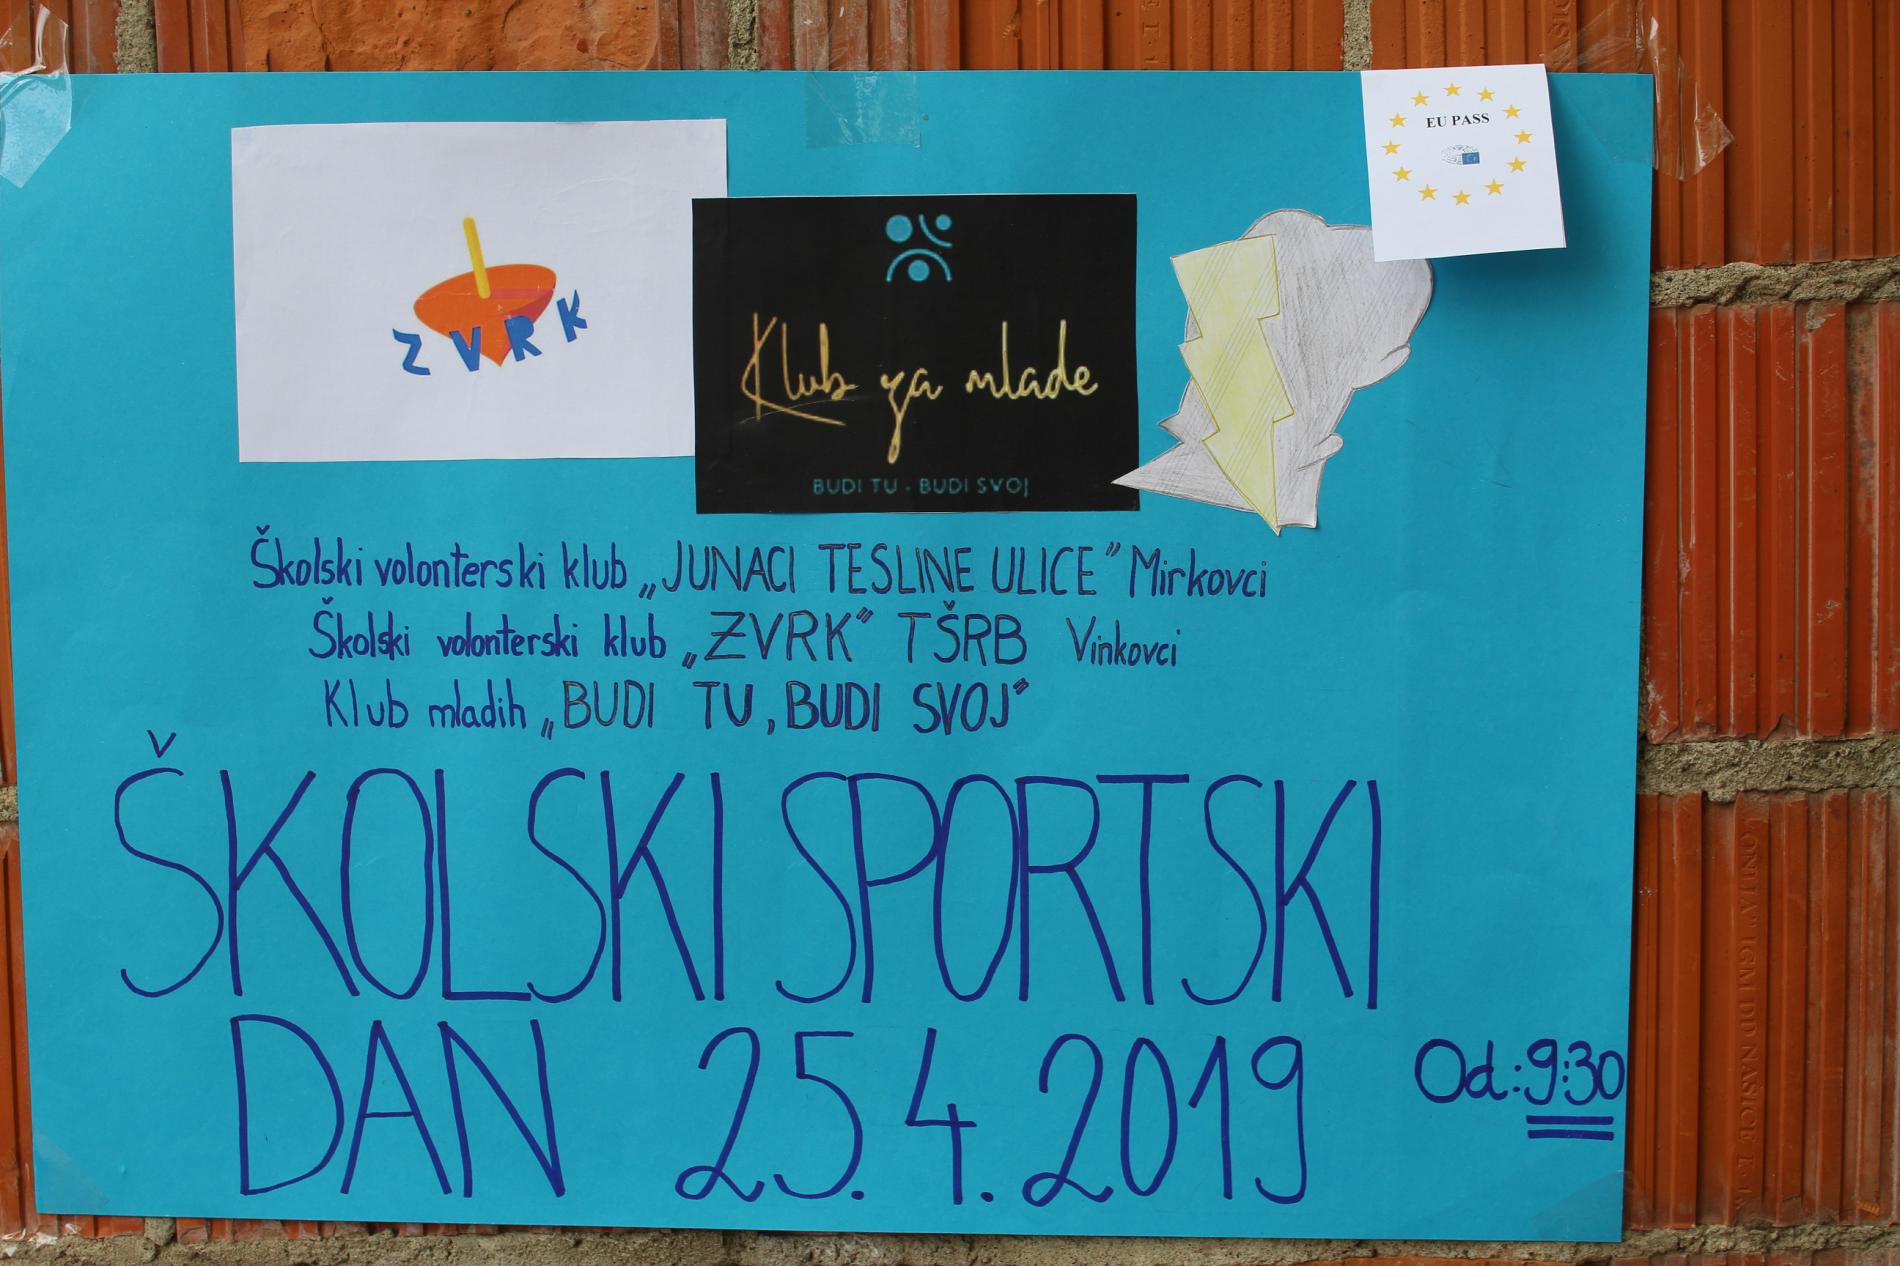 EU PASS
ZVRK
Klub za mlade
BUDI TU · BUDI SVOJ
Školski volonterski klub „JUNACI TESLINE ULICE" Mirkovci
Školski volonterski klub „ZVRK" TŠRB Vinkovci
Klub mladih „BUDI TU, BUDI SVOJ"
ŠKOLSKI SPORTSKI
DAN 25.4.2019
Od: 9:30